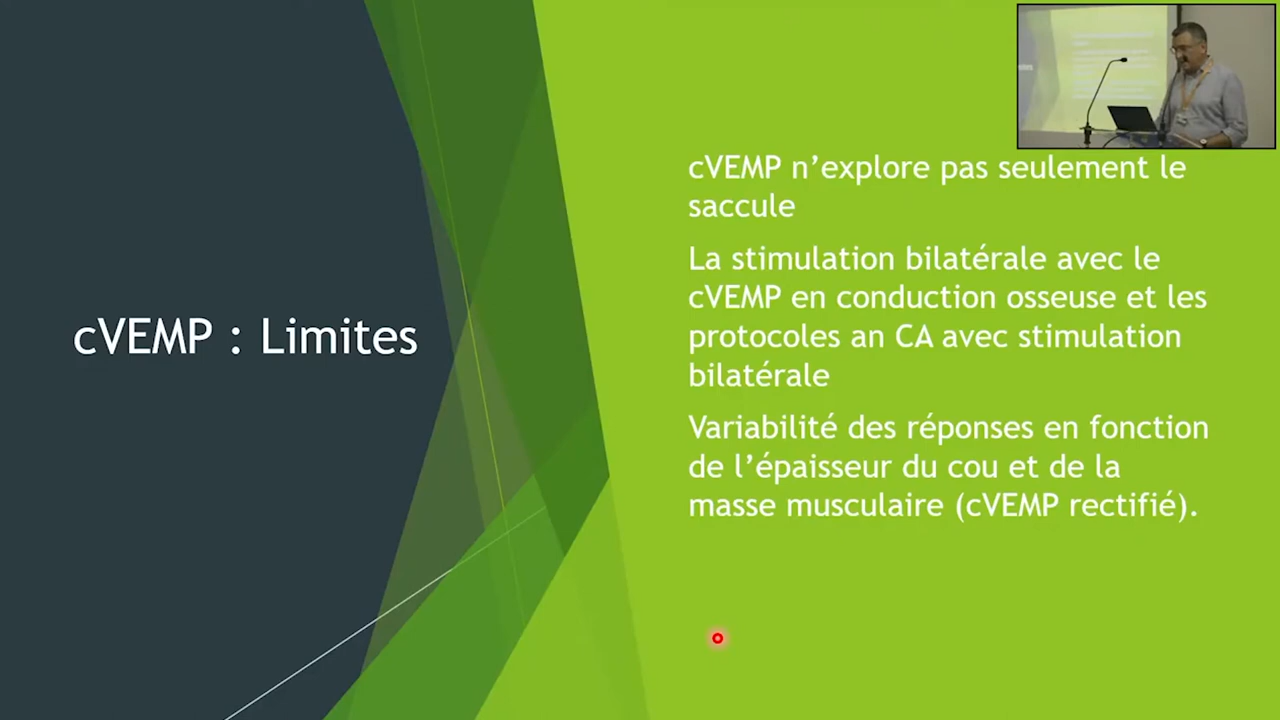 cVEMP : Limites
cVEMP n’explore pas seulement le
saccule
La stimulation bilatérale avec le
cVEMP en conduction osseuse et les
protocoles an CA avec stimulation
bilatérale
Variabilité des réponses en fonction
de l’épaisseur du cou et de la
masse musculaire (cVEMP rectifié).